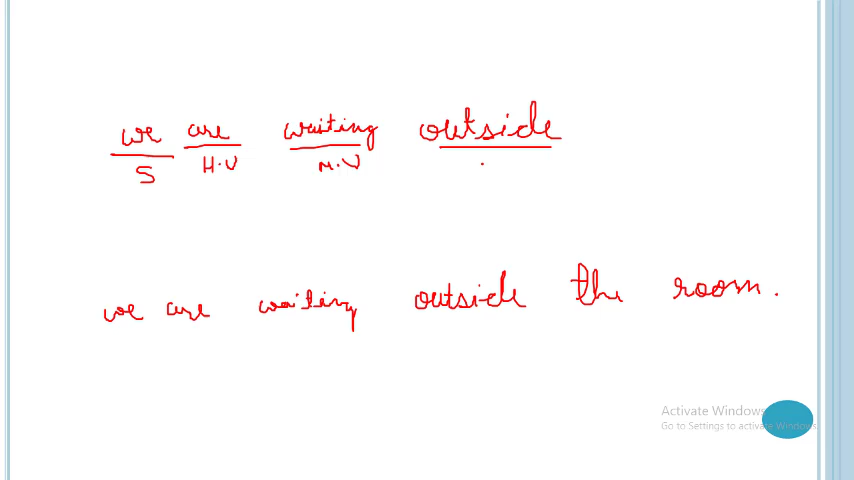 we are waiting outside
S H.V M.V
we are waiting outside the room.
Activate Windows
Go to Settings to activate Windows